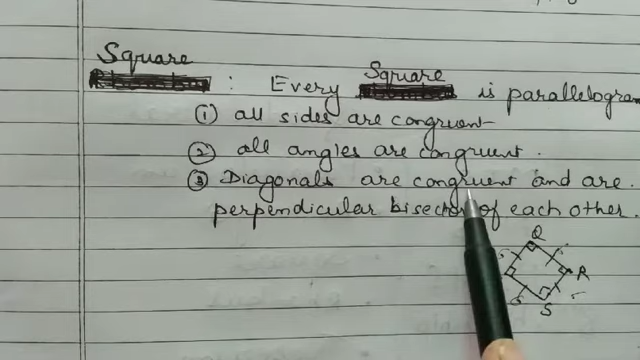 Square
Square
: Every is parallelogram
① all sides are congruent
② all angles are congruent.
③ Diagonals are congruent and are.
perpendicular bisector of each other.
Q
R
S